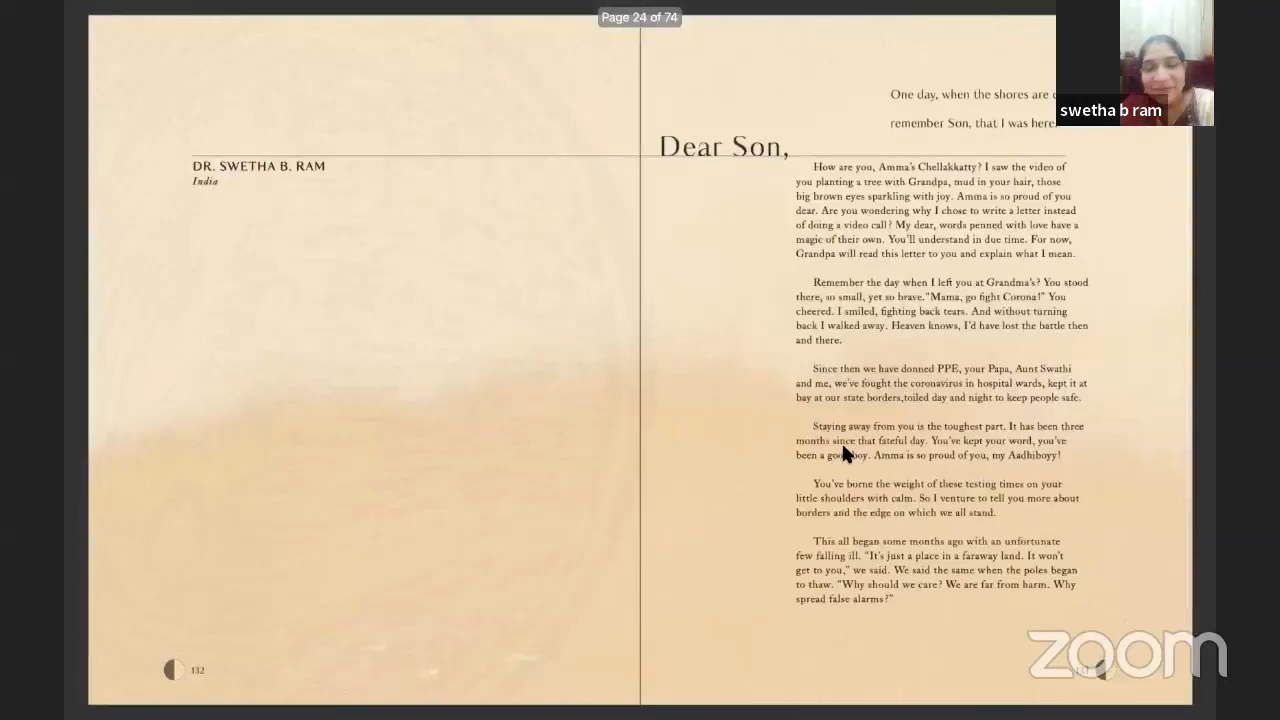 Page 24 of 74
swetha b ram
One day, when the shores are
remember Son, that I was here.
Dear Son,
DR. SWETHA B. RAM
India
How are you, Amma's Chellakkatty? I saw the video of
you planting a tree with Grandpa, mud in your hair, those
big brown eyes sparkling with joy. Amma is so proud of you
dear. Are you wondering why I chose to write a letter instead
of doing a video call? My dear, words penned with love have a
magic of their own. You'll understand in due time. For now,
Grandpa will read this letter to you and explain what I mean.
Remember the day when I left you at Grandma's? You stood
there, so small, yet so brave."Mama, go fight Corona!" You
cheered. I smiled, fighting back tears. And without turning
back I walked away. Heaven knows, I'd have lost the battle then
and there.
Since then we have donned PPE, your Papa, Aunt Swathi
and me, we've fought the coronavirus in hospital wards, kept it at
bay at our state borders,toiled day and night to keep people safe.
Staying away from you is the toughest part. It has been three
months since that fateful day. You've kept your word, you've
been a good boy. Amma is so proud of you, my Aadhiboyy!
You've borne the weight of these testing times on your
little shoulders with calm. So I venture to tell you more about
borders and the edge on which we all stand.
This all began some months ago with an unfortunate
few falling ill. "It's just a place in a faraway land. It won't
get to you," we said. We said the same when the poles began
to thaw. "Why should we care? We are far from harm. Why
spread false alarms?"
132
zoom